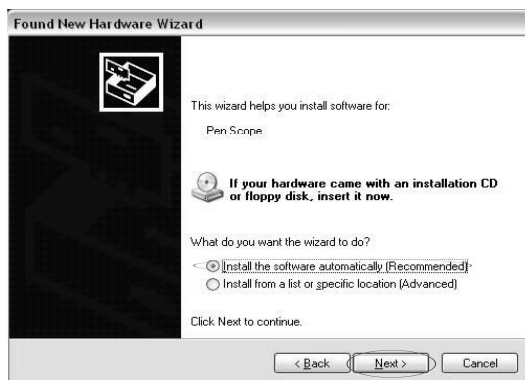 Found New Hardware Wizard
This wizard helps you install software for:
Pen Scope
If your hardware came with an installation CD
or floppy disk, insert it now.
What do you want the wizard to do?
Install the software automatically (Recommended)
Install from a list or specific location (Advanced)
Click Next to continue.
< Back Next > Cancel